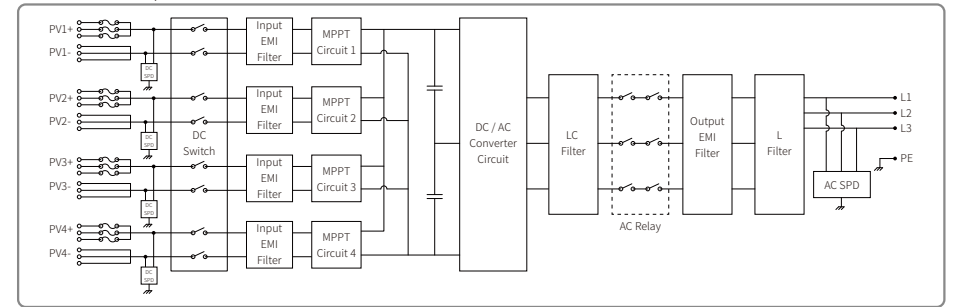 PV1+
PV1-
DC
SPD
PV2+
PV2-
DC
SPD
PV3+
PV3-
DC
SPD
PV4+
PV4-
DC
SPD
DC
Switch
Input
EMI
Filter
MPPT
Circuit 1
Input
EMI
Filter
MPPT
Circuit 2
Input
EMI
Filter
MPPT
Circuit 3
Input
EMI
Filter
MPPT
Circuit 4
DC / AC
Converter
Circuit
LC
Filter
AC Relay
Output
EMI
Filter
L
Filter
L1
L2
L3
PE
AC SPD